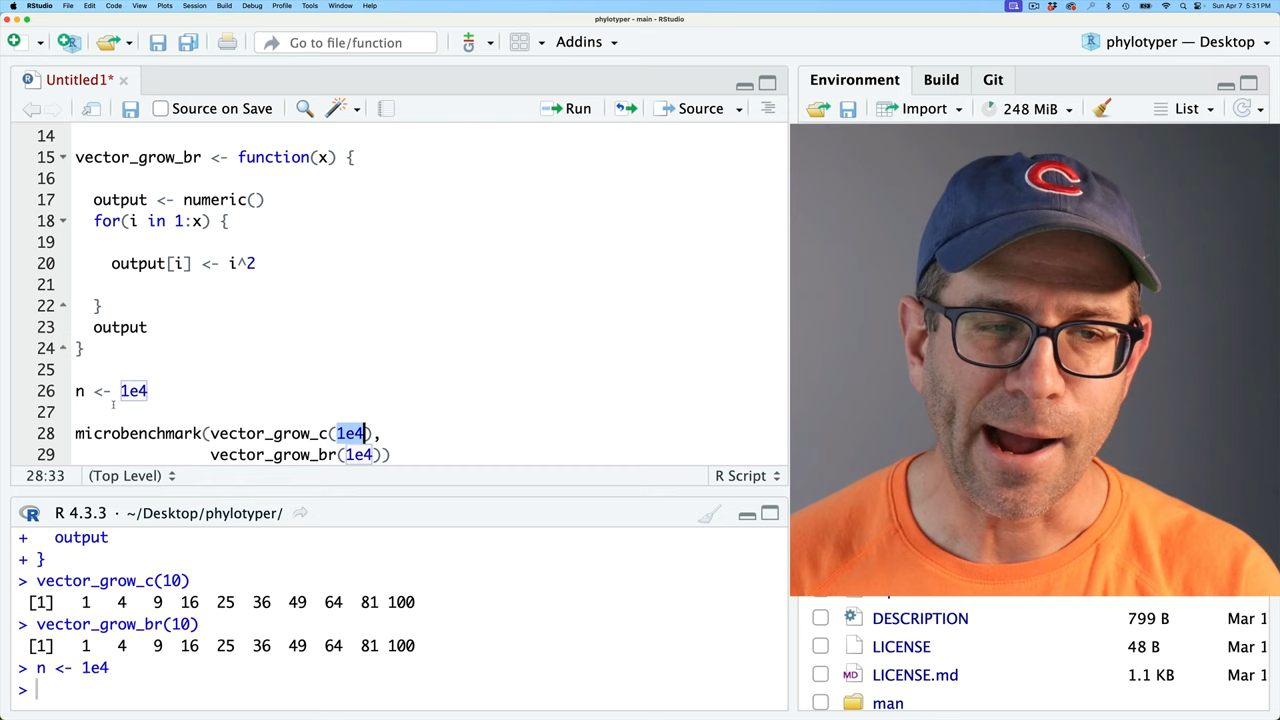 RStudio File Edit Code View Plots Session Build Debug Profile Tools Window Help Sun Apr 7 5:31 PM
phylotyper - main - RStudio
Go to file/function Addins phylotyper — Desktop
Untitled1* Environment Build Git
Source on Save Run Source Import 248 MiB List
14
15 vector_grow_br <- function(x) {
16
17 output <- numeric()
18 for(i in 1:x) {
19
20 output[i] <- i^2
21
22 }
23 output
24 }
25
26 n <- 1e4
27
28 microbenchmark(vector_grow_c(1e4),
29 vector_grow_br(1e4))
28:33 (Top Level) R Script
R 4.3.3 · ~/Desktop/phylotyper/
+ output
+ }
> vector_grow_c(10)
[1] 1 4 9 16 25 36 49 64 81 100
> vector_grow_br(10)
[1] 1 4 9 16 25 36 49 64 81 100
> n <- 1e4
>
C
DESCRIPTION 799 B Mar 1
LICENSE 48 B Mar 1
MD LICENSE.md 1.1 KB Mar 1
man